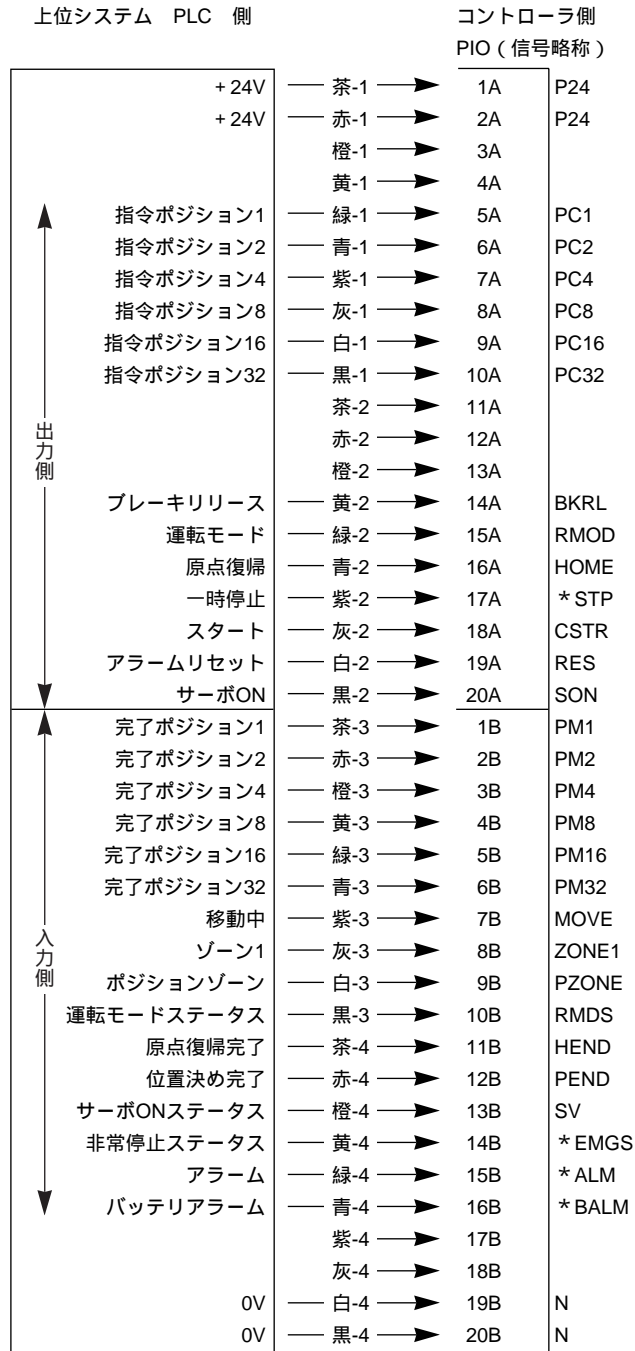 上位システム　PLC　側 コントローラ側
PIO（信号略称）
+24V 茶-1 1A P24
+24V 赤-1 2A P24
橙-1 3A
黄-1 4A
指令ポジション1 緑-1 5A PC1
指令ポジション2 青-1 6A PC2
指令ポジション4 紫-1 7A PC4
指令ポジション8 灰-1 8A PC8
指令ポジション16 白-1 9A PC16
指令ポジション32 黒-1 10A PC32
茶-2 11A
赤-2 12A
橙-2 13A
出力側
ブレーキリリース 黄-2 14A BKRL
運転モード 緑-2 15A RMOD
原点復帰 青-2 16A HOME
一時停止 紫-2 17A *STP
スタート 灰-2 18A CSTR
アラームリセット 白-2 19A RES
サーボON 黒-2 20A SON
完了ポジション1 茶-3 1B PM1
完了ポジション2 赤-3 2B PM2
完了ポジション4 橙-3 3B PM4
完了ポジション8 黄-3 4B PM8
完了ポジション16 緑-3 5B PM16
完了ポジション32 青-3 6B PM32
移動中 紫-3 7B MOVE
入力側
ゾーン1 灰-3 8B ZONE1
ポジションゾーン 白-3 9B PZONE
運転モードステータス 黒-3 10B RMDS
原点復帰完了 茶-4 11B HEND
位置決め完了 赤-4 12B PEND
サーボONステータス 橙-4 13B SV
非常停止ステータス 黄-4 14B *EMGS
アラーム 緑-4 15B *ALM
バッテリアラーム 青-4 16B *BALM
紫-4 17B
灰-4 18B
0V 白-4 19B N
0V 黒-4 20B N